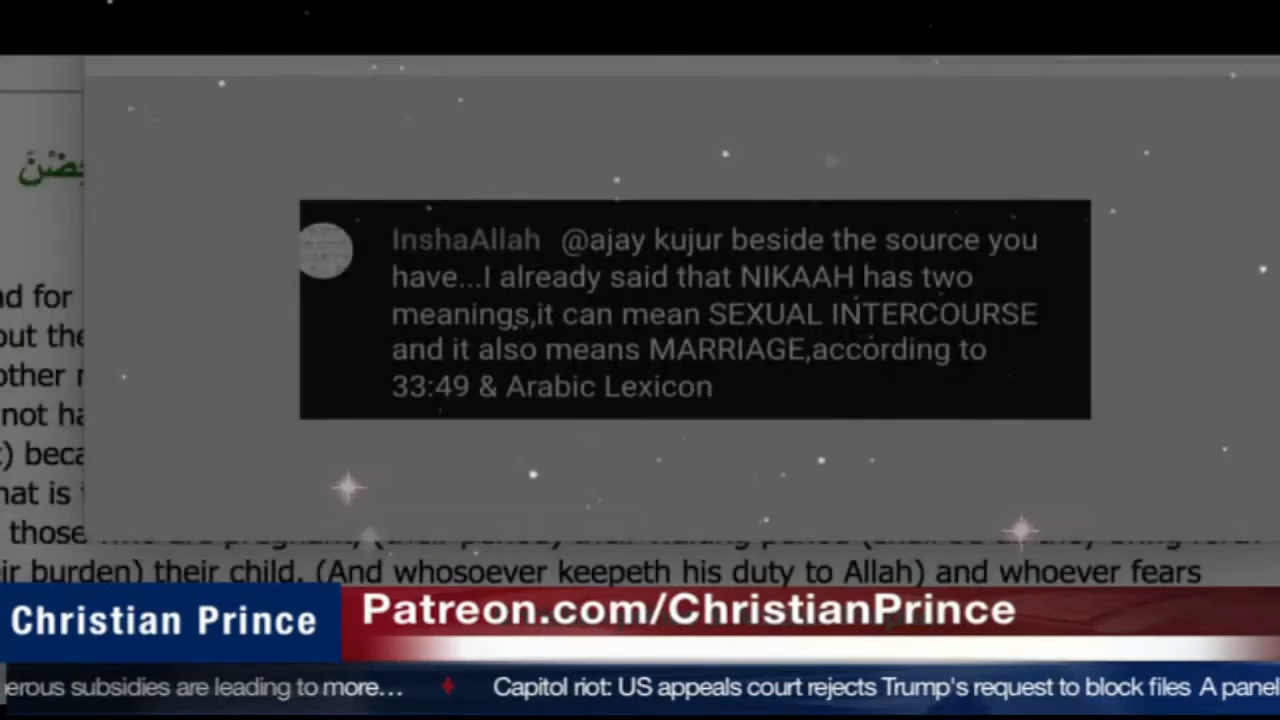 InshaAllah @ajay kujur beside the source you
have...I already said that NIKAAH has two
meanings,it can mean SEXUAL INTERCOURSE
and it also means MARRIAGE,according to
33:49 & Arabic Lexicon
nd for
out the
other
not ha
) beca
hat is
those
ir burden) their child. (And whosoever keepeth his duty to Allah) and whoever fears
Christian Prince
Patreon.com/ChristianPrince
erous subsidies are leading to more... Capitol riot: US appeals court rejects Trump's request to block files A panel